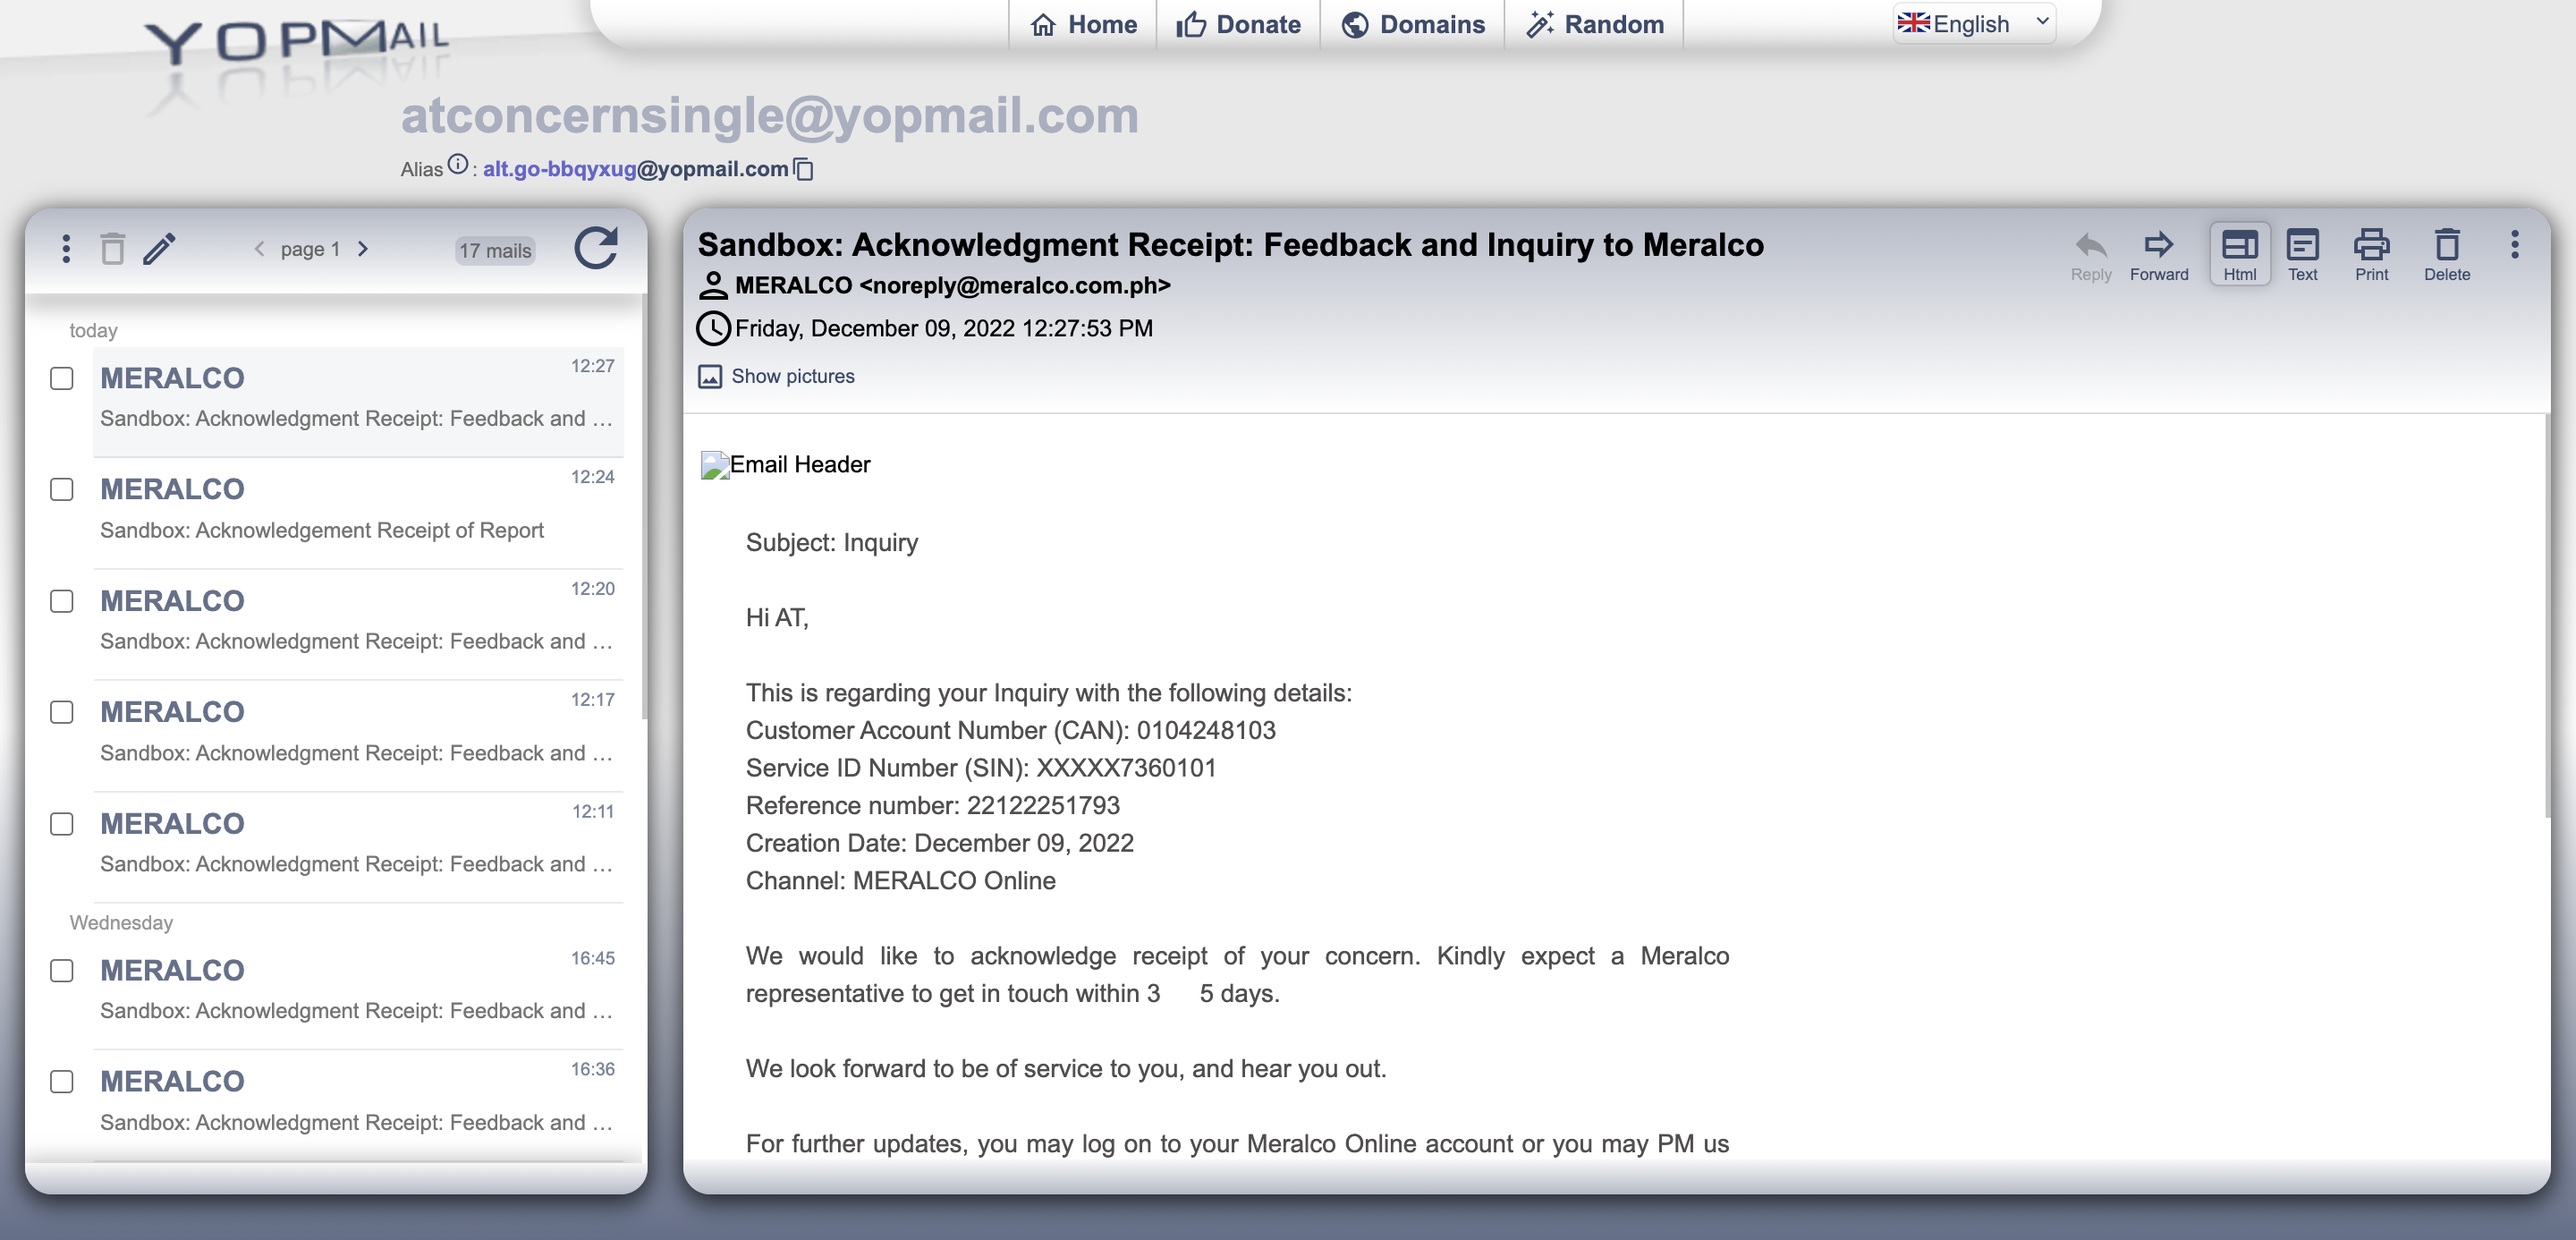 YOPMAIL
Home
Donate
Domains
Random
English
atconcernsingle@yopmail.com
Alias : alt.go-bbqyxug@yopmail.com
page 1
17 mails
today
MERALCO
12:27
Sandbox: Acknowledgment Receipt: Feedback and ...
MERALCO
12:24
Sandbox: Acknowledgement Receipt of Report
MERALCO
12:20
Sandbox: Acknowledgment Receipt: Feedback and ...
MERALCO
12:17
Sandbox: Acknowledgment Receipt: Feedback and ...
MERALCO
12:11
Sandbox: Acknowledgment Receipt: Feedback and ...
Wednesday
MERALCO
16:45
Sandbox: Acknowledgment Receipt: Feedback and ...
MERALCO
16:36
Sandbox: Acknowledgment Receipt: Feedback and ...
Sandbox: Acknowledgment Receipt: Feedback and Inquiry to Meralco
MERALCO <noreply@meralco.com.ph>
Friday, December 09, 2022 12:27:53 PM
Show pictures
Reply
Forward
Html
Text
Print
Delete
Email Header
Subject: Inquiry
Hi AT,
This is regarding your Inquiry with the following details:
Customer Account Number (CAN): 0104248103
Service ID Number (SIN): XXXXX7360101
Reference number: 22122251793
Creation Date: December 09, 2022
Channel: MERALCO Online
We would like to acknowledge receipt of your concern. Kindly expect a Meralco
representative to get in touch within 3 5 days.
We look forward to be of service to you, and hear you out.
For further updates, you may log on to your Meralco Online account or you may PM us